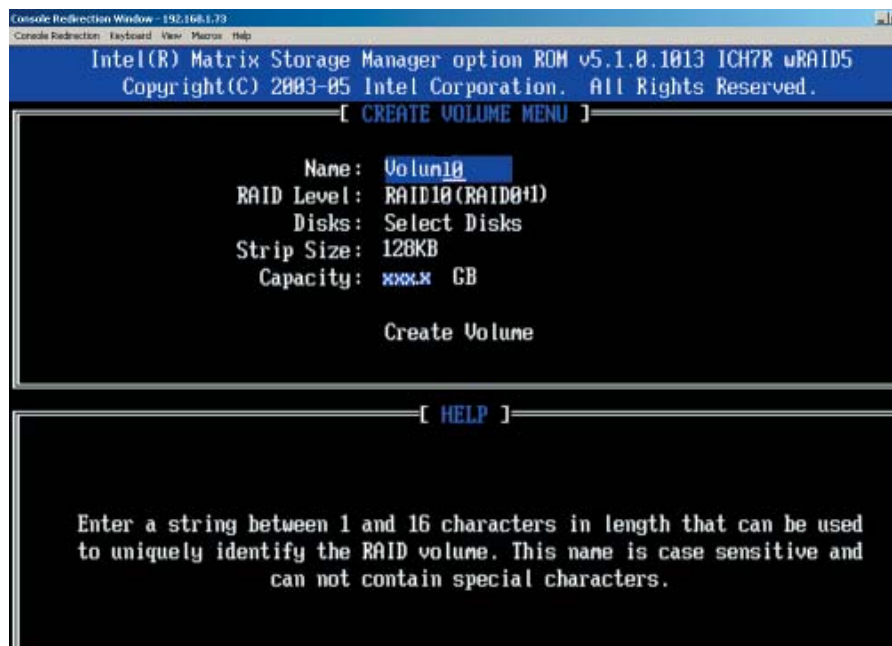 Console Redirection Window - 192.168.1.73
Console Redirection Keyboard View Macros Help
Intel(R) Matrix Storage Manager option ROM v5.1.0.1013 ICH7R wRAID5
Copyright(C) 2003-05 Intel Corporation. All Rights Reserved.
[ CREATE VOLUME MENU ]
Name: Volum10
RAID Level: RAID10(RAID0+1)
Disks: Select Disks
Strip Size: 128KB
Capacity: xxx.x GB
Create Volume
[ HELP ]
Enter a string between 1 and 16 characters in length that can be used
to uniquely identify the RAID volume. This name is case sensitive and
can not contain special characters.